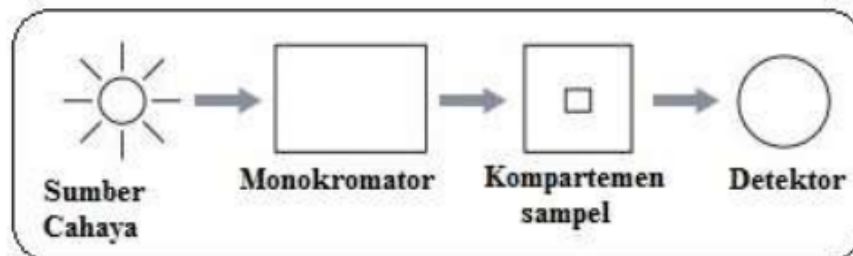 Sumber
Cahaya
Monokromator
Kompartemen
sampel
Detektor